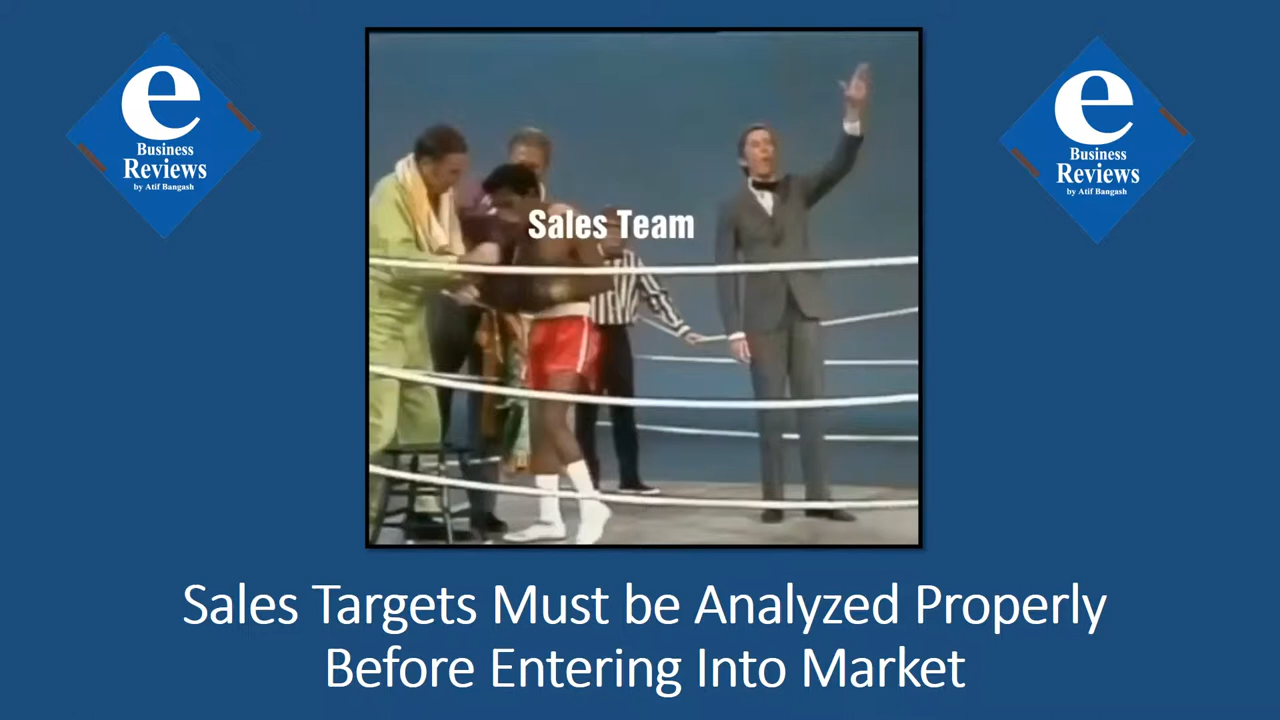 e
Business
Reviews
by Atif Bangash
Sales Team
e
Business
Reviews
by Atif Bangash
Sales Targets Must be Analyzed Properly
Before Entering Into Market